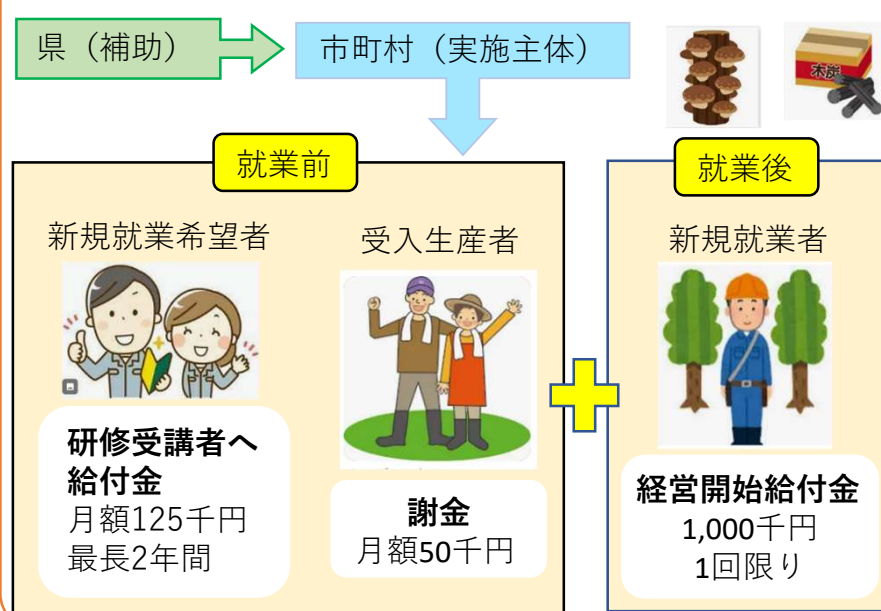 県（補助）
市町村（実施主体）
木炭
就業前
新規就業希望者
受入生産者
研修受講者へ
給付金
月額125千円
最長2年間
謝金
月額50千円
就業後
新規就業者
経営開始給付金
1,000千円
1回限り